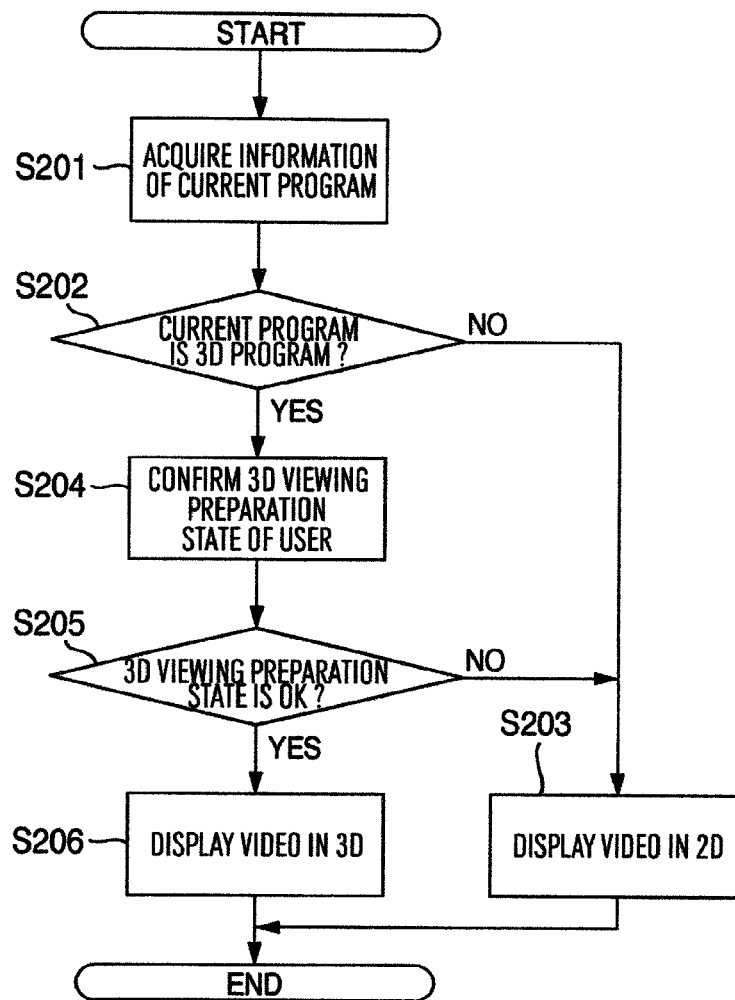 START
S201
ACQUIRE INFORMATION
OF CURRENT PROGRAM
S202
CURRENT PROGRAM
IS 3D PROGRAM ?
NO
YES
S204
CONFIRM 3D VIEWING
PREPARATION
STATE OF USER
S205
3D VIEWING PREPARATION
STATE IS OK ?
NO
YES
S203
S206
DISPLAY VIDEO IN 3D
DISPLAY VIDEO IN 2D
END